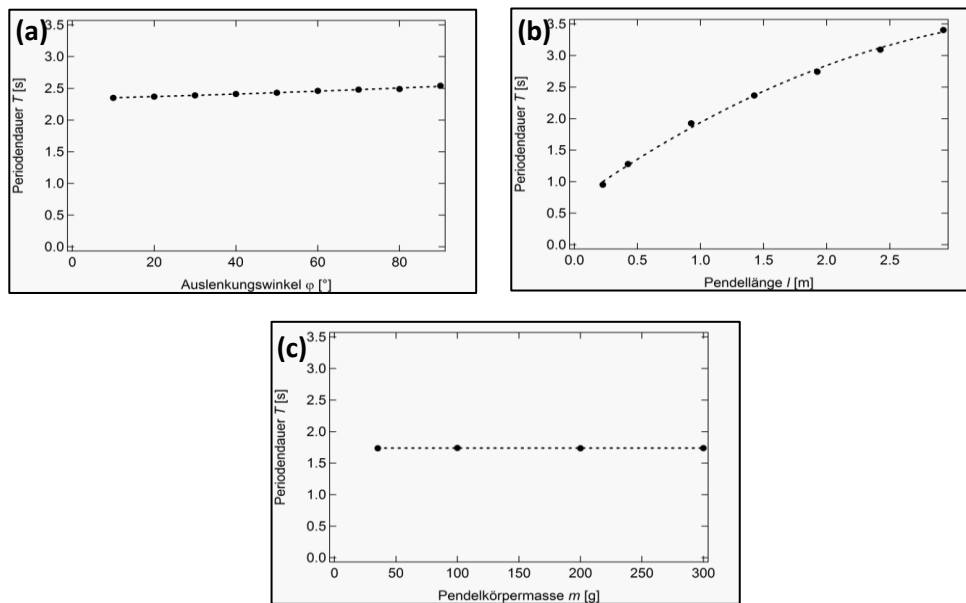 (a)
Periodendauer T [s]
3.5
3.0
2.5
2.0
1.5
1.0
0.5
0.0
0 20 40 60 80
Auslenkungswinkel φ [°]
(b)
Periodendauer T [s]
3.5
3.0
2.5
2.0
1.5
1.0
0.5
0.0
0.0 0.5 1.0 1.5 2.0 2.5
Pendellänge l [m]
(c)
Periodendauer T [s]
3.5
3.0
2.5
2.0
1.5
1.0
0.5
0.0
0 50 100 150 200 250 300
Pendelkörpermasse m [g]